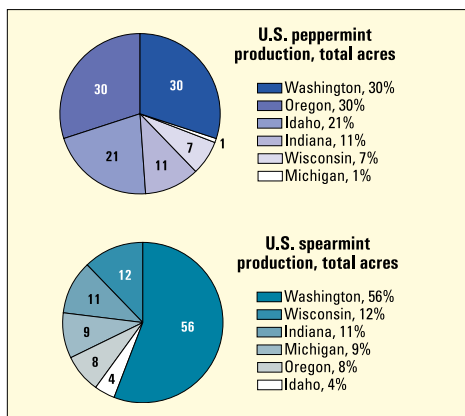 U.S. peppermint
production, total acres
30
30
1
7
11
21
Washington, 30%
Oregon, 30%
Idaho, 21%
Indiana, 11%
Wisconsin, 7%
Michigan, 1%
U.S. spearmint
production, total acres
12
11
56
9
8
4
Washington, 56%
Wisconsin, 12%
Indiana, 11%
Michigan, 9%
Oregon, 8%
Idaho, 4%